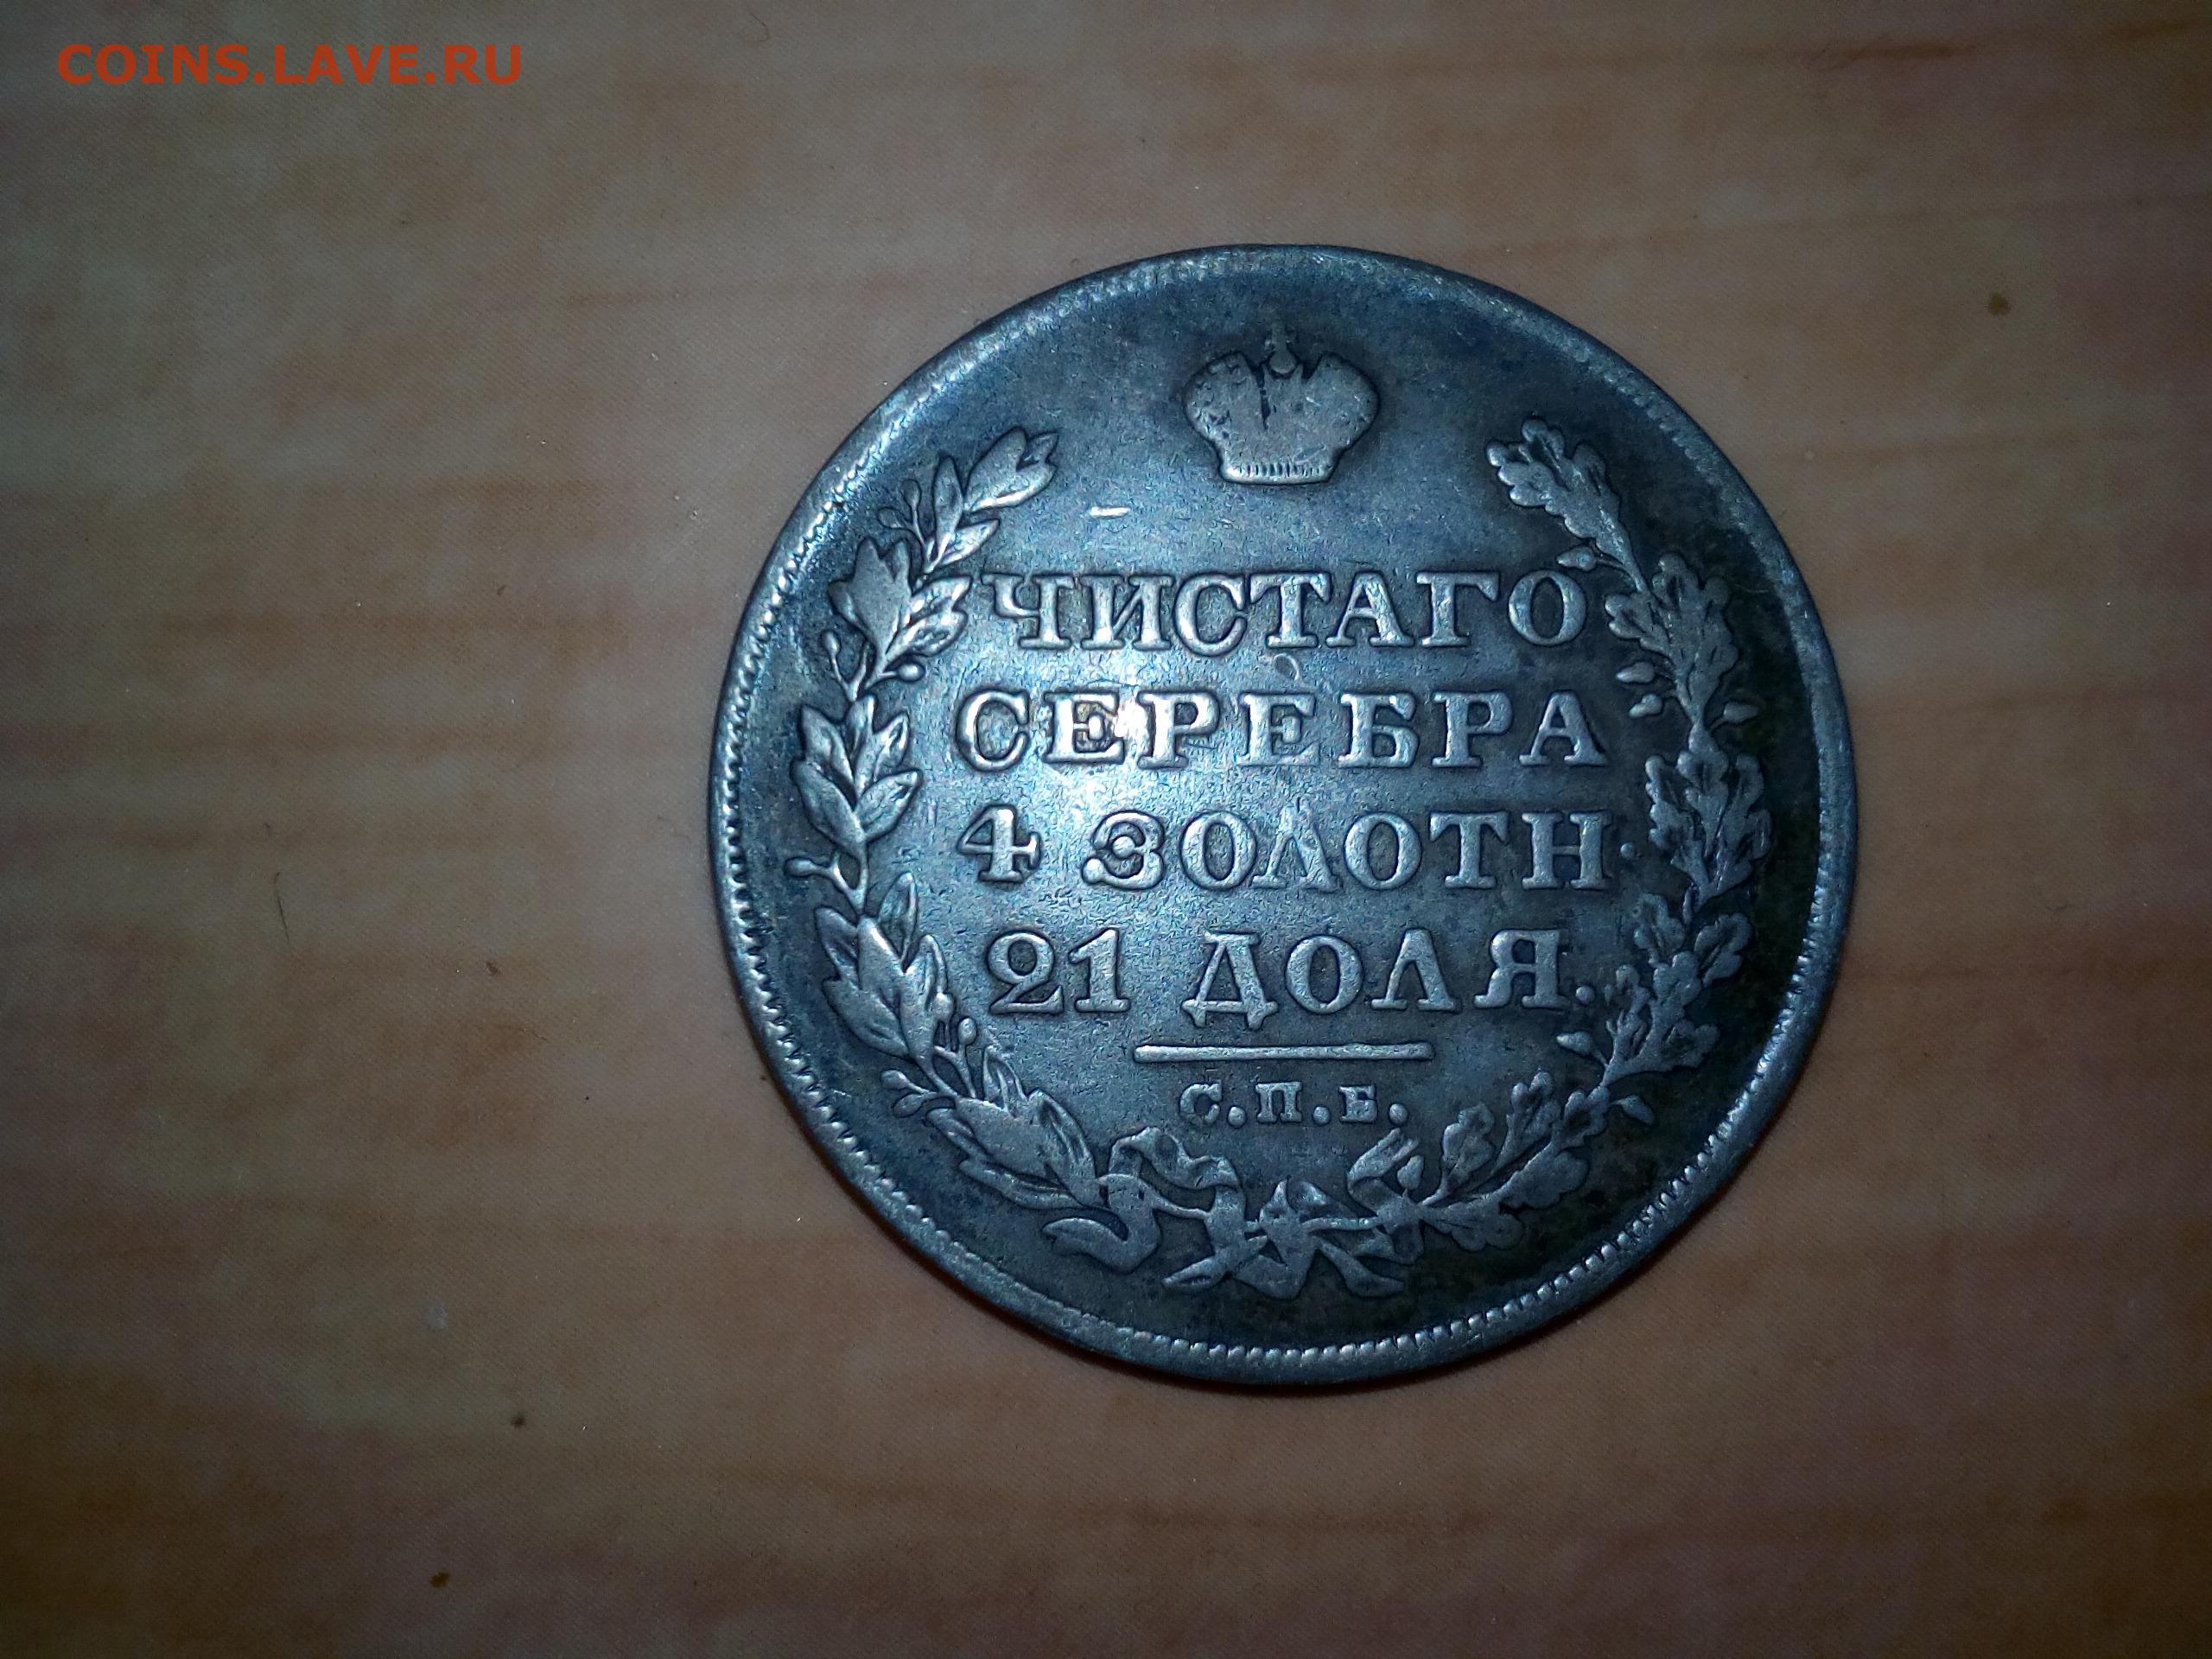 COINS.LAVE.RU
ЧИСТАГО
СЕРЕБРА
4 ЗОЛОТН.
21 ДОЛЯ.
С.П.Б.